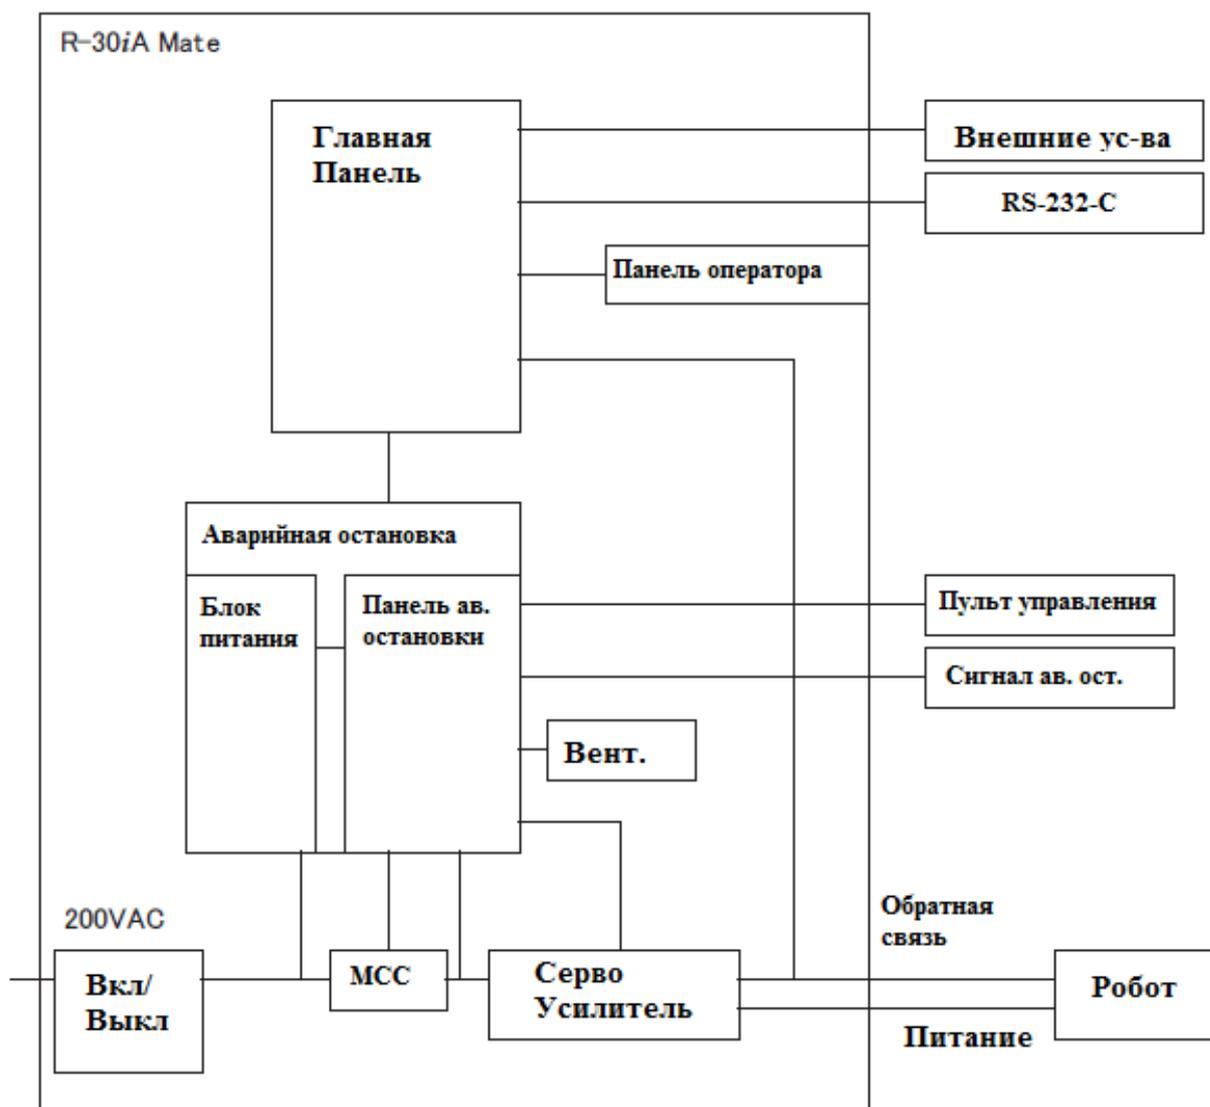 R-30iA Mate
Главная
Панель
Внешние ус-ва
RS-232-C
Панель оператора
Аварийная остановка
Блок
питания
Панель ав.
остановки
Пульт управления
Сигнал ав. ост.
Вент.
200VAC
Вкл/
Выкл
МСС
Серво
Усилитель
Обратная
связь
Робот
Питание